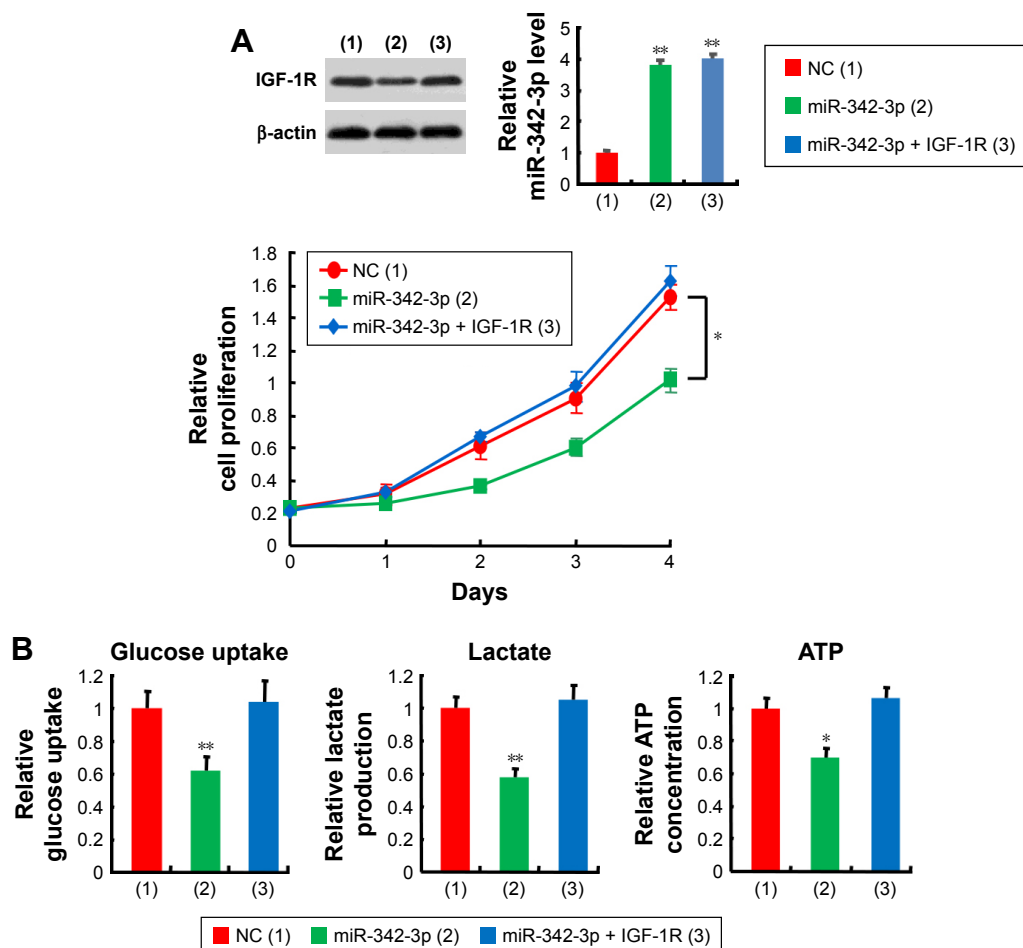 A
(1) (2) (3)
IGF-1R
β-actin
Relative
miR-342-3p level
5
4
3
2
1
0
** **
(1) (2) (3)
NC (1)
miR-342-3p (2)
miR-342-3p + IGF-1R (3)
Relative
cell proliferation
1.8
1.6
1.4
1.2
1
0.8
0.6
0.4
0.2
0
NC (1)
miR-342-3p (2)
miR-342-3p + IGF-1R (3)
*
0 1 2 3 4
Days
B
Glucose uptake
Relative
glucose uptake
1.2
1
0.8
0.6
0.4
0.2
0
**
(1) (2) (3)
Lactate
Relative lactate
production
1.2
1
0.8
0.6
0.4
0.2
0
**
(1) (2) (3)
ATP
Relative ATP
concentration
1.2
1
0.8
0.6
0.4
0.2
0
*
(1) (2) (3)
NC (1) miR-342-3p (2) miR-342-3p + IGF-1R (3)